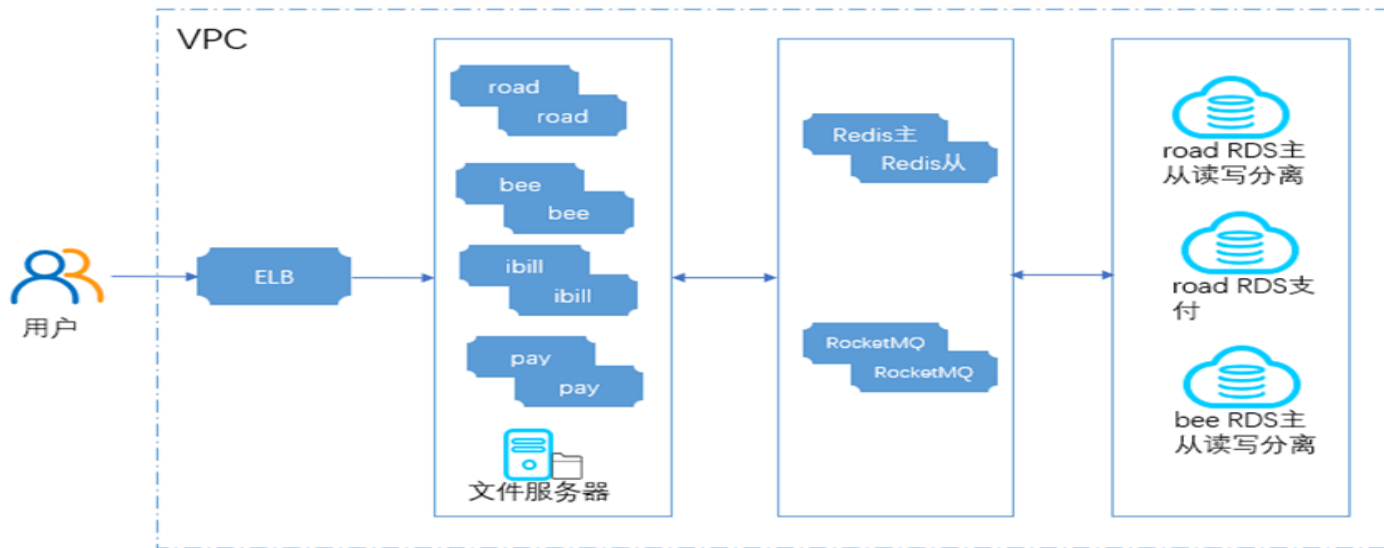 VPC
用户
ELB
road
road
bee
bee
ibill
ibill
pay
pay
文件服务器
Redis主
Redis从
RocketMQ
RocketMQ
road RDS主
从读写分离
road RDS支
付
bee RDS主
从读写分离